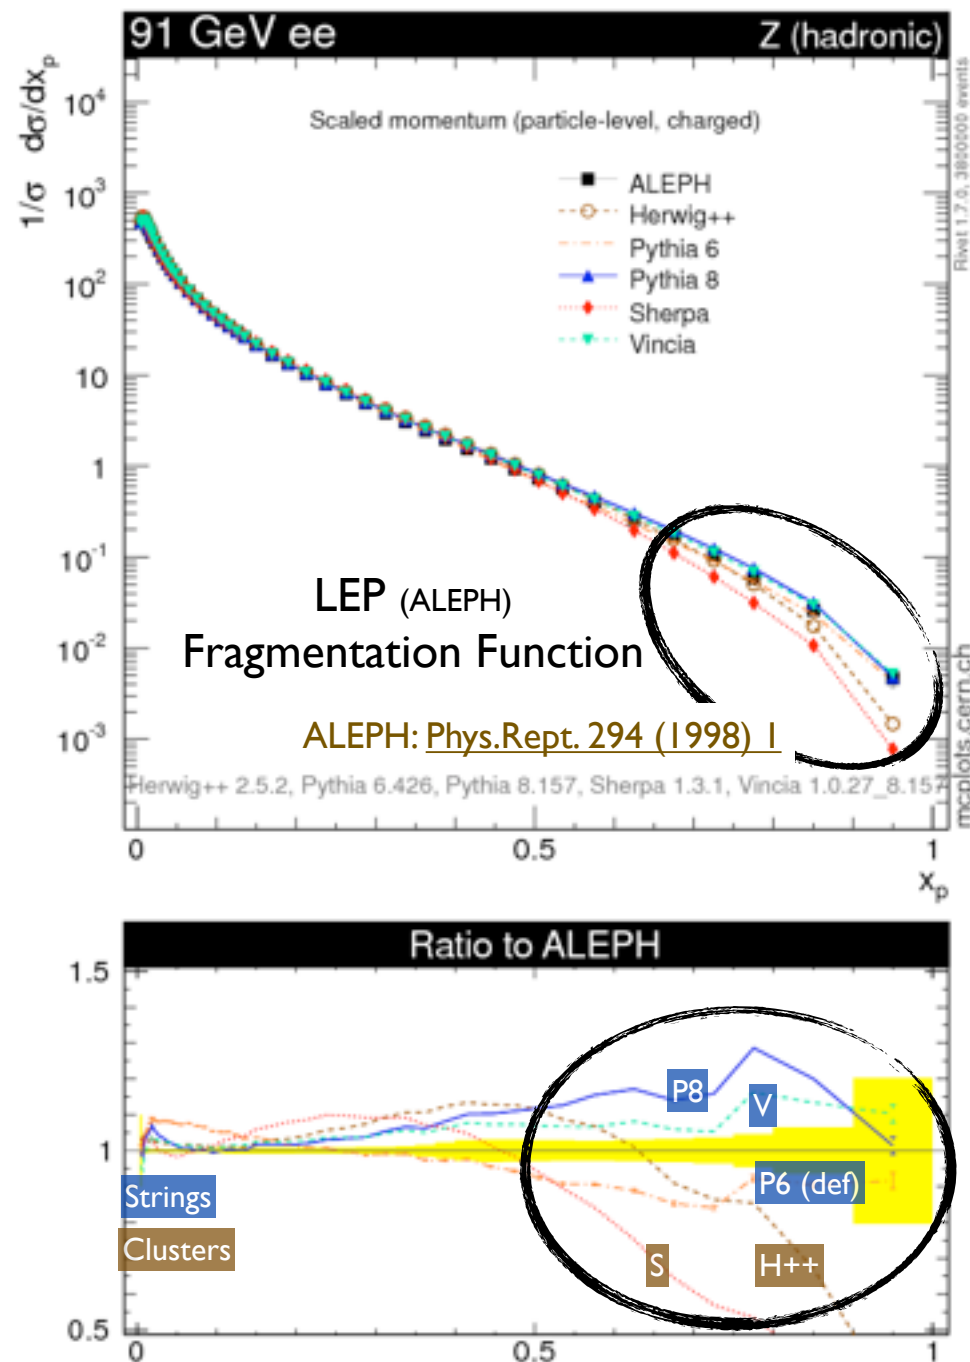 91 GeV ee Z (hadronic)
1/σ dσ/dxₚ
10⁴
10³
10²
10
1
10⁻¹
10⁻²
10⁻³
Scaled momentum (particle-level, charged)
ALEPH
Herwig++
Pythia 6
Pythia 8
Sherpa
Vincia
LEP (ALEPH)
Fragmentation Function
ALEPH: Phys.Rept. 294 (1998) 1
Herwig++ 2.5.2, Pythia 6.426, Pythia 8.157, Sherpa 1.3.1, Vincia 1.0.27_8.157
0 0.5 1
xₚ
Rivet 1.7.0, 3800000 events
mcplots.cern.ch
Ratio to ALEPH
1.5
1
0.5
P8
V
P6 (def)
Strings
Clusters
S H++
0 0.5 1